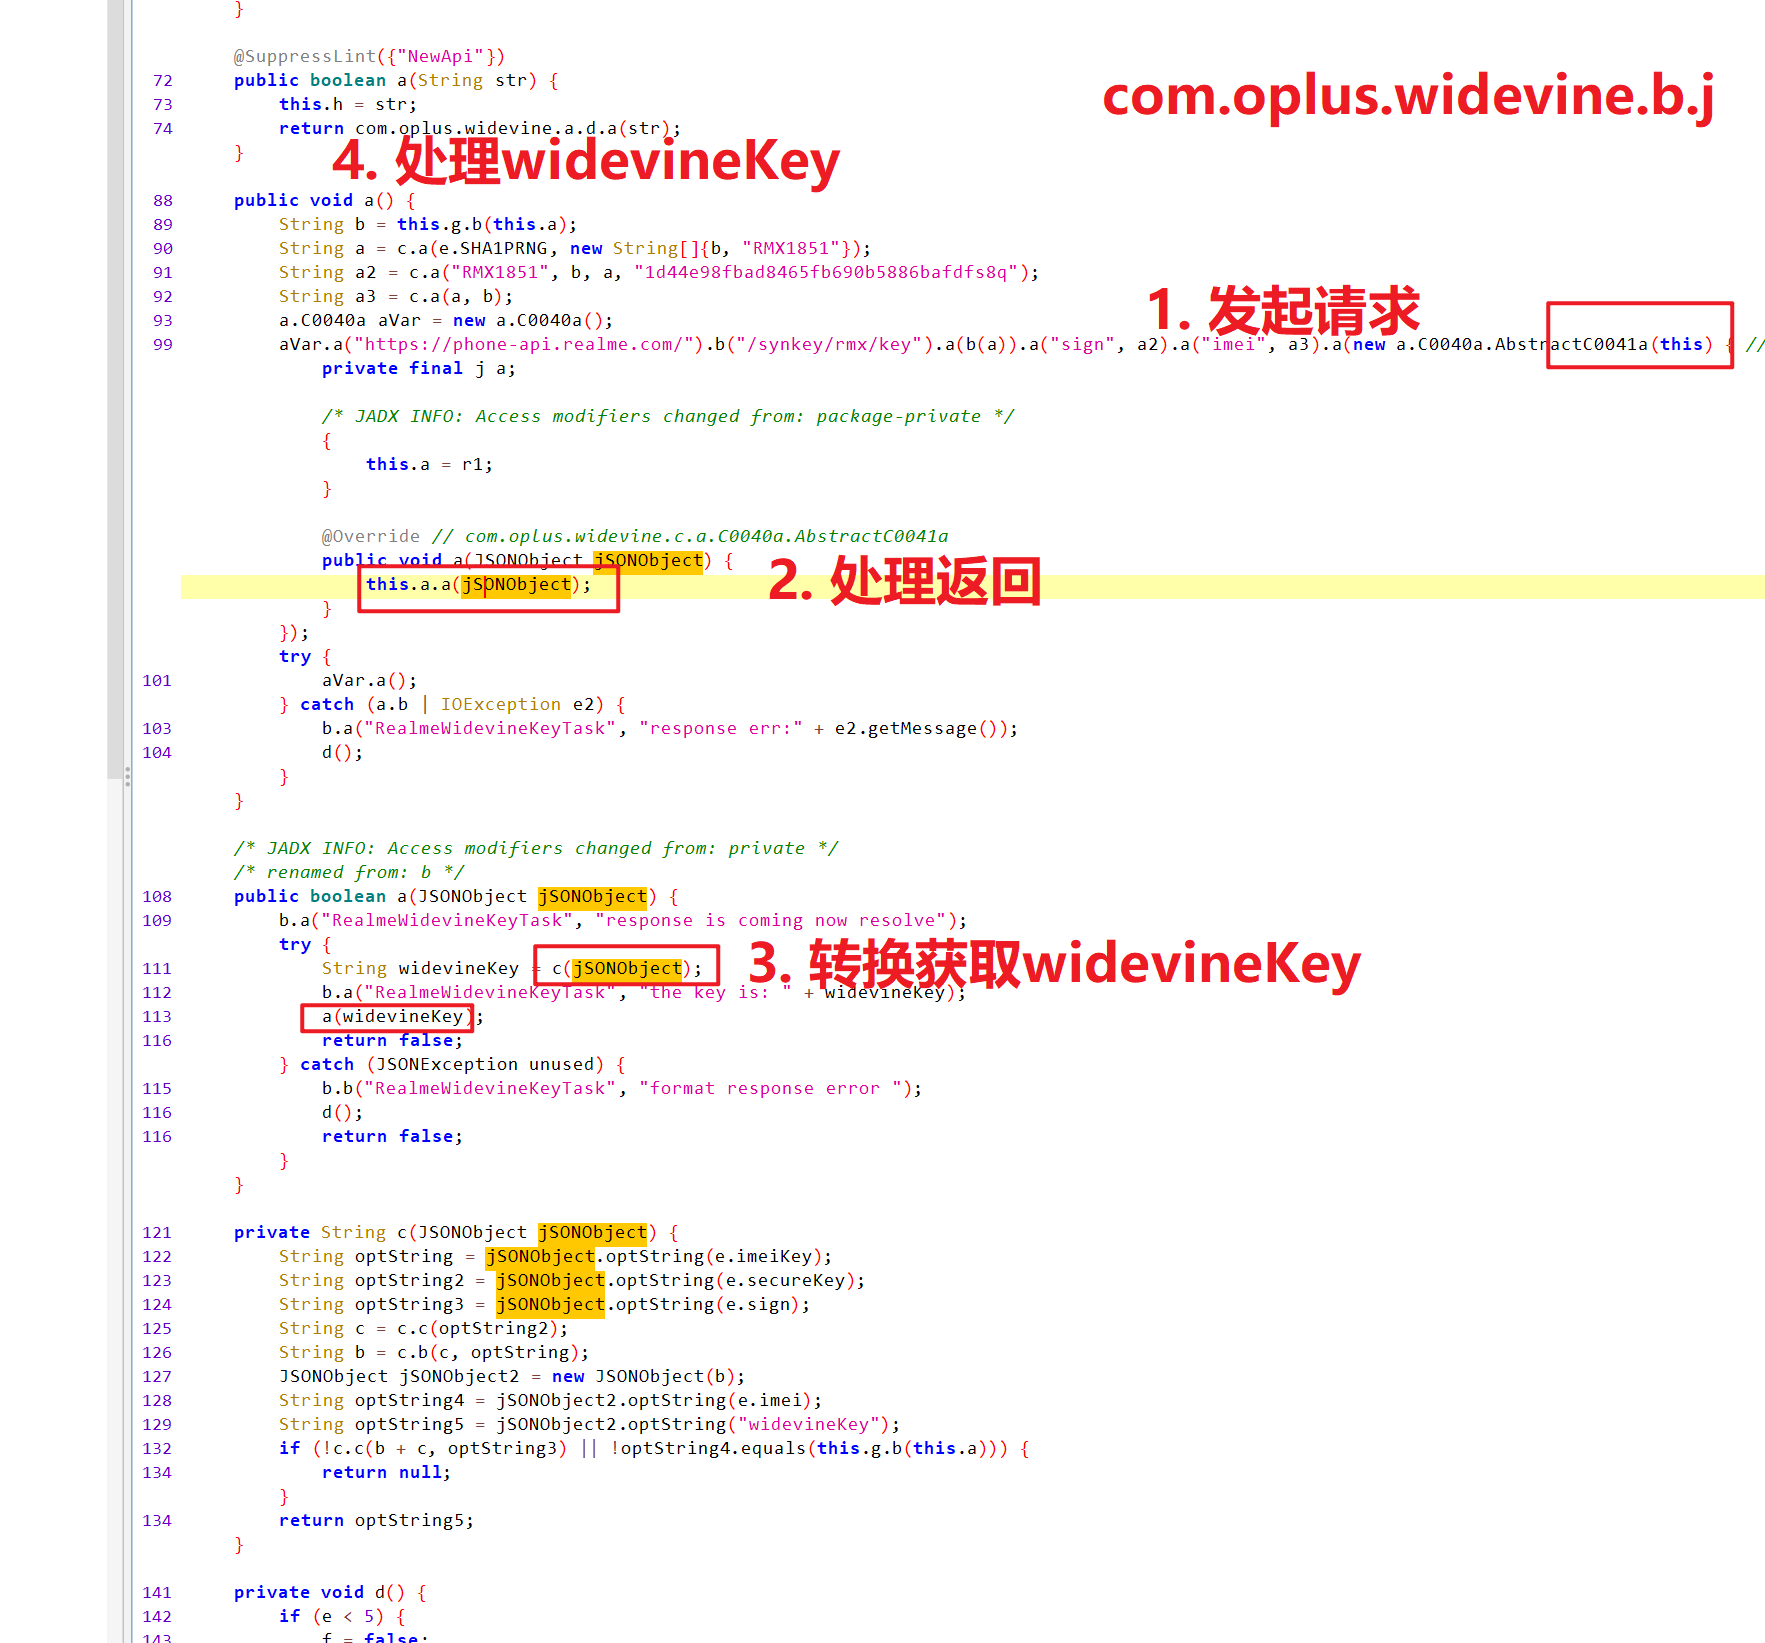 }
@SuppressLint({"NewApi"})
com.oplus.widevine.b.j
72 public boolean a(String str) {
73 this.h = str;
74 return com.oplus.widevine.a.d.a(str);
}
4. 处理widevineKey
88 public void a() {
89 String b = this.g.b(this.a);
90 String a = c.a(e.SHA1PRNG, new String[]{b, "RMX1851"});
91 String a2 = c.a("RMX1851", b, a, "1d44e98fbad8465fb690b5886bafdfs8q");
92 String a3 = c.a(a, b);
93 a.C0040a aVar = new a.C0040a();
1. 发起请求
99 aVar.a("https://phone-api.realme.com/").b("/synkey/rmx/key").a(b(a)).a("sign", a2).a("imei", a3).a(new a.C0040a.AbstractC0041a(this) { //
private final j a;
/* JADX INFO: Access modifiers changed from: package-private */
{
this.a = r1;
}
@Override // com.oplus.widevine.c.a.C0040a.AbstractC0041a
public void a(JSONObject jSONObject) {
this.a.a(jSONObject);
2. 处理返回
}
});
try {
101 aVar.a();
} catch (a.b | IOException e2) {
103 b.a("RealmeWidevineKeyTask", "response err:" + e2.getMessage());
104 d();
}
}
/* JADX INFO: Access modifiers changed from: private */
/* renamed from: b */
108 public boolean a(JSONObject jSONObject) {
109 b.a("RealmeWidevineKeyTask", "response is coming now resolve");
try {
111 String widevineKey = c(jSONObject);
3. 转换获取widevineKey
112 b.a("RealmeWidevineKeyTask", "the key is: " + widevineKey);
113 a(widevineKey);
116 return false;
} catch (JSONException unused) {
115 b.b("RealmeWidevineKeyTask", "format response error ");
116 d();
116 return false;
}
}
121 private String c(JSONObject jSONObject) {
122 String optString = jSONObject.optString(e.imeiKey);
123 String optString2 = jSONObject.optString(e.secureKey);
124 String optString3 = jSONObject.optString(e.sign);
125 String c = c.c(optString2);
126 String b = c.b(c, optString);
127 JSONObject jSONObject2 = new JSONObject(b);
128 String optString4 = jSONObject2.optString(e.imei);
129 String optString5 = jSONObject2.optString("widevineKey");
132 if (!c.c(b + c, optString3) || !optString4.equals(this.g.b(this.a))) {
134 return null;
}
134 return optString5;
}
141 private void d() {
142 if (e < 5) {
143 f = false;